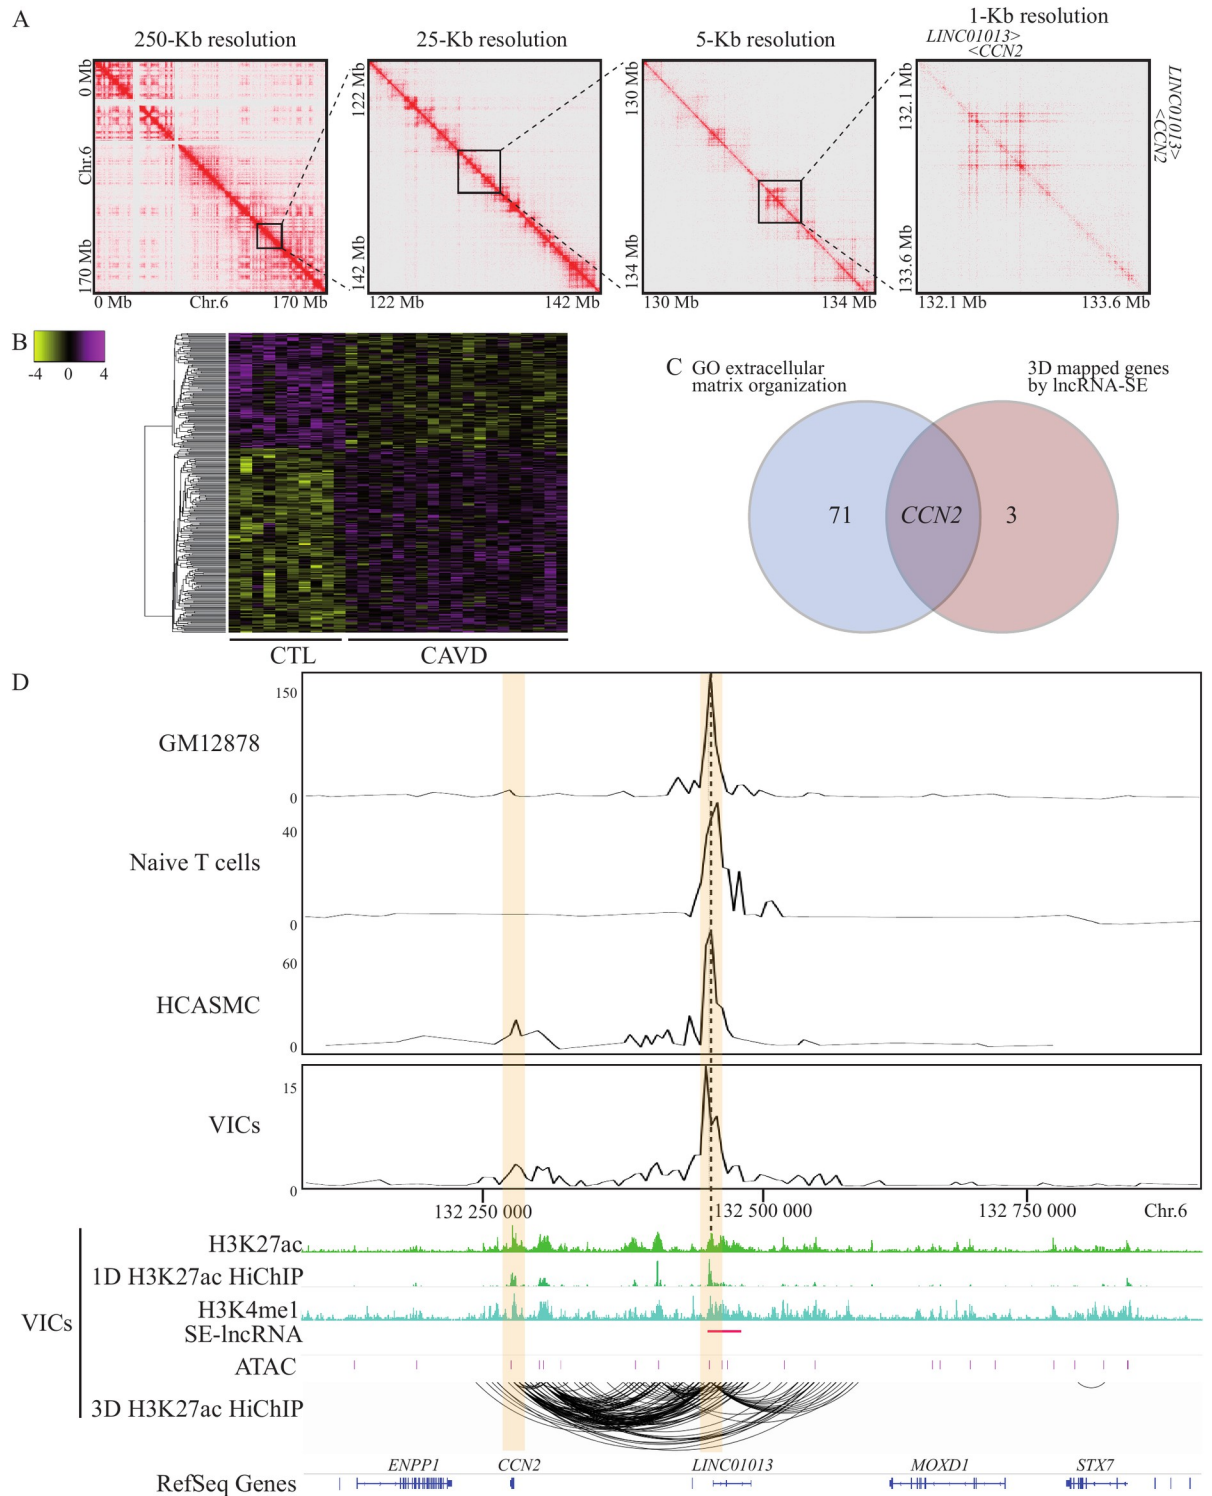 A
250-Kb resolution
25-Kb resolution
5-Kb resolution
1-Kb resolution
LINC01013>
<CCN2
0 Mb
Chr.6
170 Mb
0 Mb Chr.6 170 Mb
122 Mb
142 Mb
122 Mb 142 Mb
130 Mb
134 Mb
130 Mb 134 Mb
132.1 Mb
133.6 Mb
132.1 Mb 133.6 Mb
LINC01013>
<CCN2
B
-4 0 4
CTL CAVD
C GO extracellular
matrix organization
3D mapped genes
by lncRNA-SE
71 CCN2 3
D
GM12878
150
0
Naive T cells
40
0
HCASMC
60
0
VICs
15
0
132 250 000 132 500 000 132 750 000 Chr.6
VICs
H3K27ac
1D H3K27ac HiChIP
H3K4me1
SE-lncRNA
ATAC
3D H3K27ac HiChIP
ENPP1 CCN2 LINC01013 MOXD1 STX7
RefSeq Genes